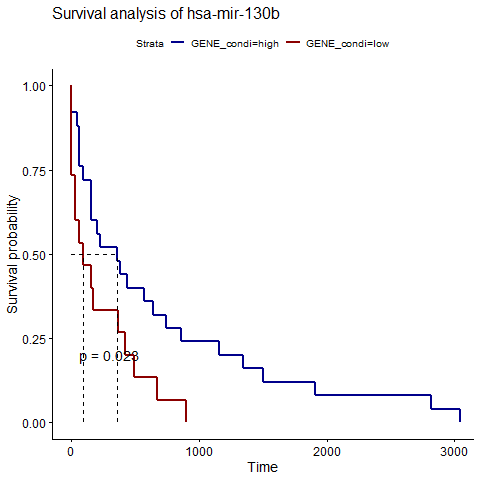 Survival analysis of hsa-mir-130b
Strata GENE_condi=high GENE_condi=low
1.00
0.75
0.50
0.25
0.00
Survival probability
p = 0.028
0 1000 2000 3000
Time